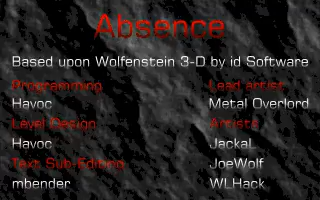 Absence
Based upon Wolfenstein 3-D by id Software
Programming Lead artist
Havoc Metal Overlord
Level Design Artists
Havoc JackaL
Text Sub-Editing JoeWolf
mbender WLHack